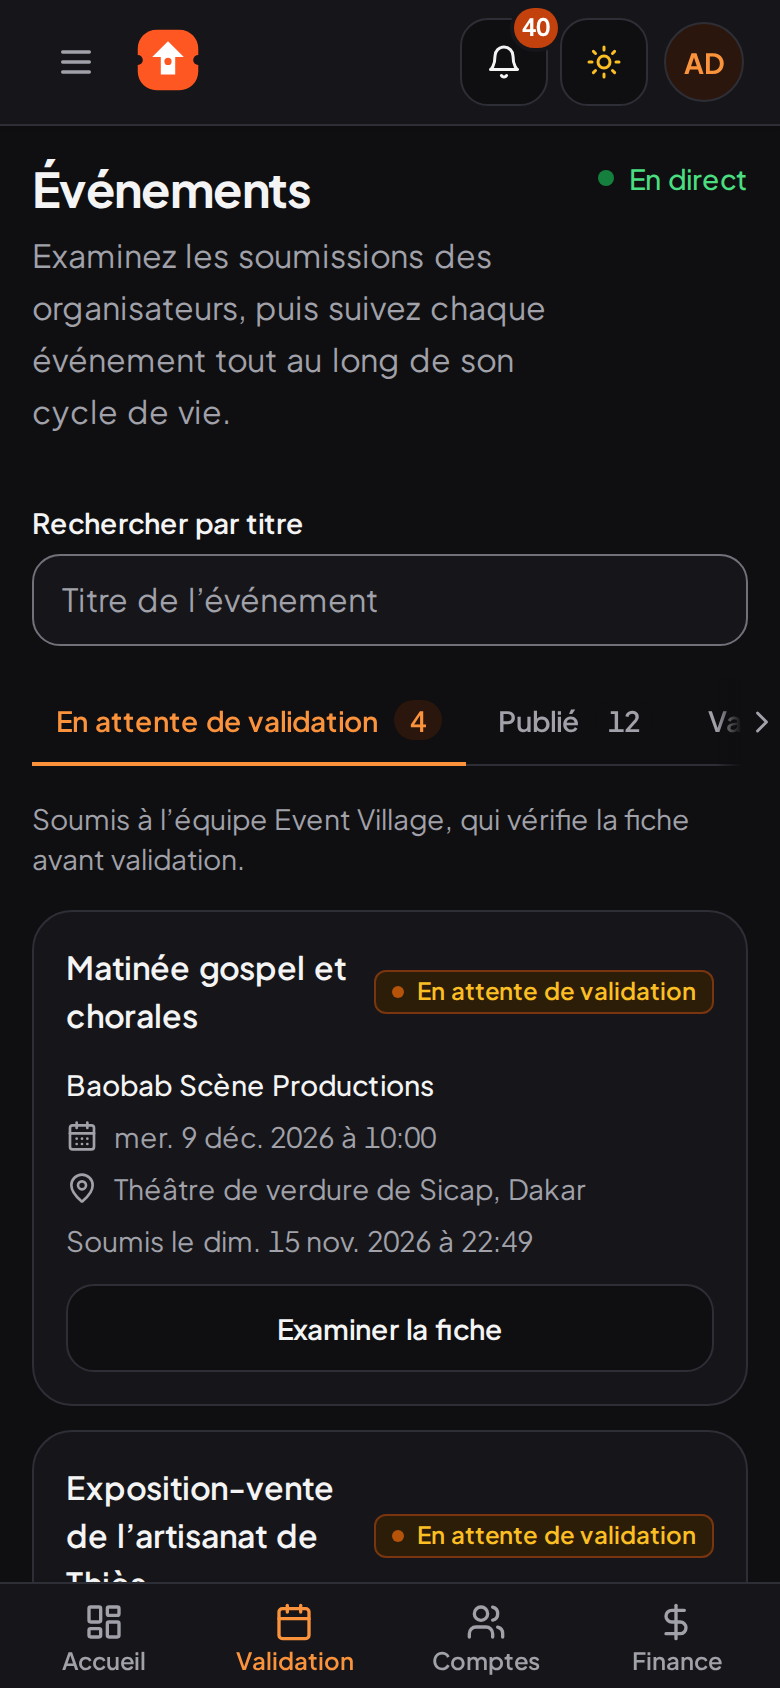 40
AD
Événements
En direct
Examinez les soumissions des
organisateurs, puis suivez chaque
événement tout au long de son
cycle de vie.
Rechercher par titre
Titre de l’événement
En attente de validation 4 Publié 12
Soumis à l’équipe Event Village, qui vérifie la fiche
avant validation.
Matinée gospel et
chorales
En attente de validation
Baobab Scène Productions
mer. 9 déc. 2026 à 10:00
Théâtre de verdure de Sicap, Dakar
Soumis le dim. 15 nov. 2026 à 22:49
Examiner la fiche
Exposition-vente
de l’artisanat de
Thiès
En attente de validation
Accueil Validation Comptes Finance